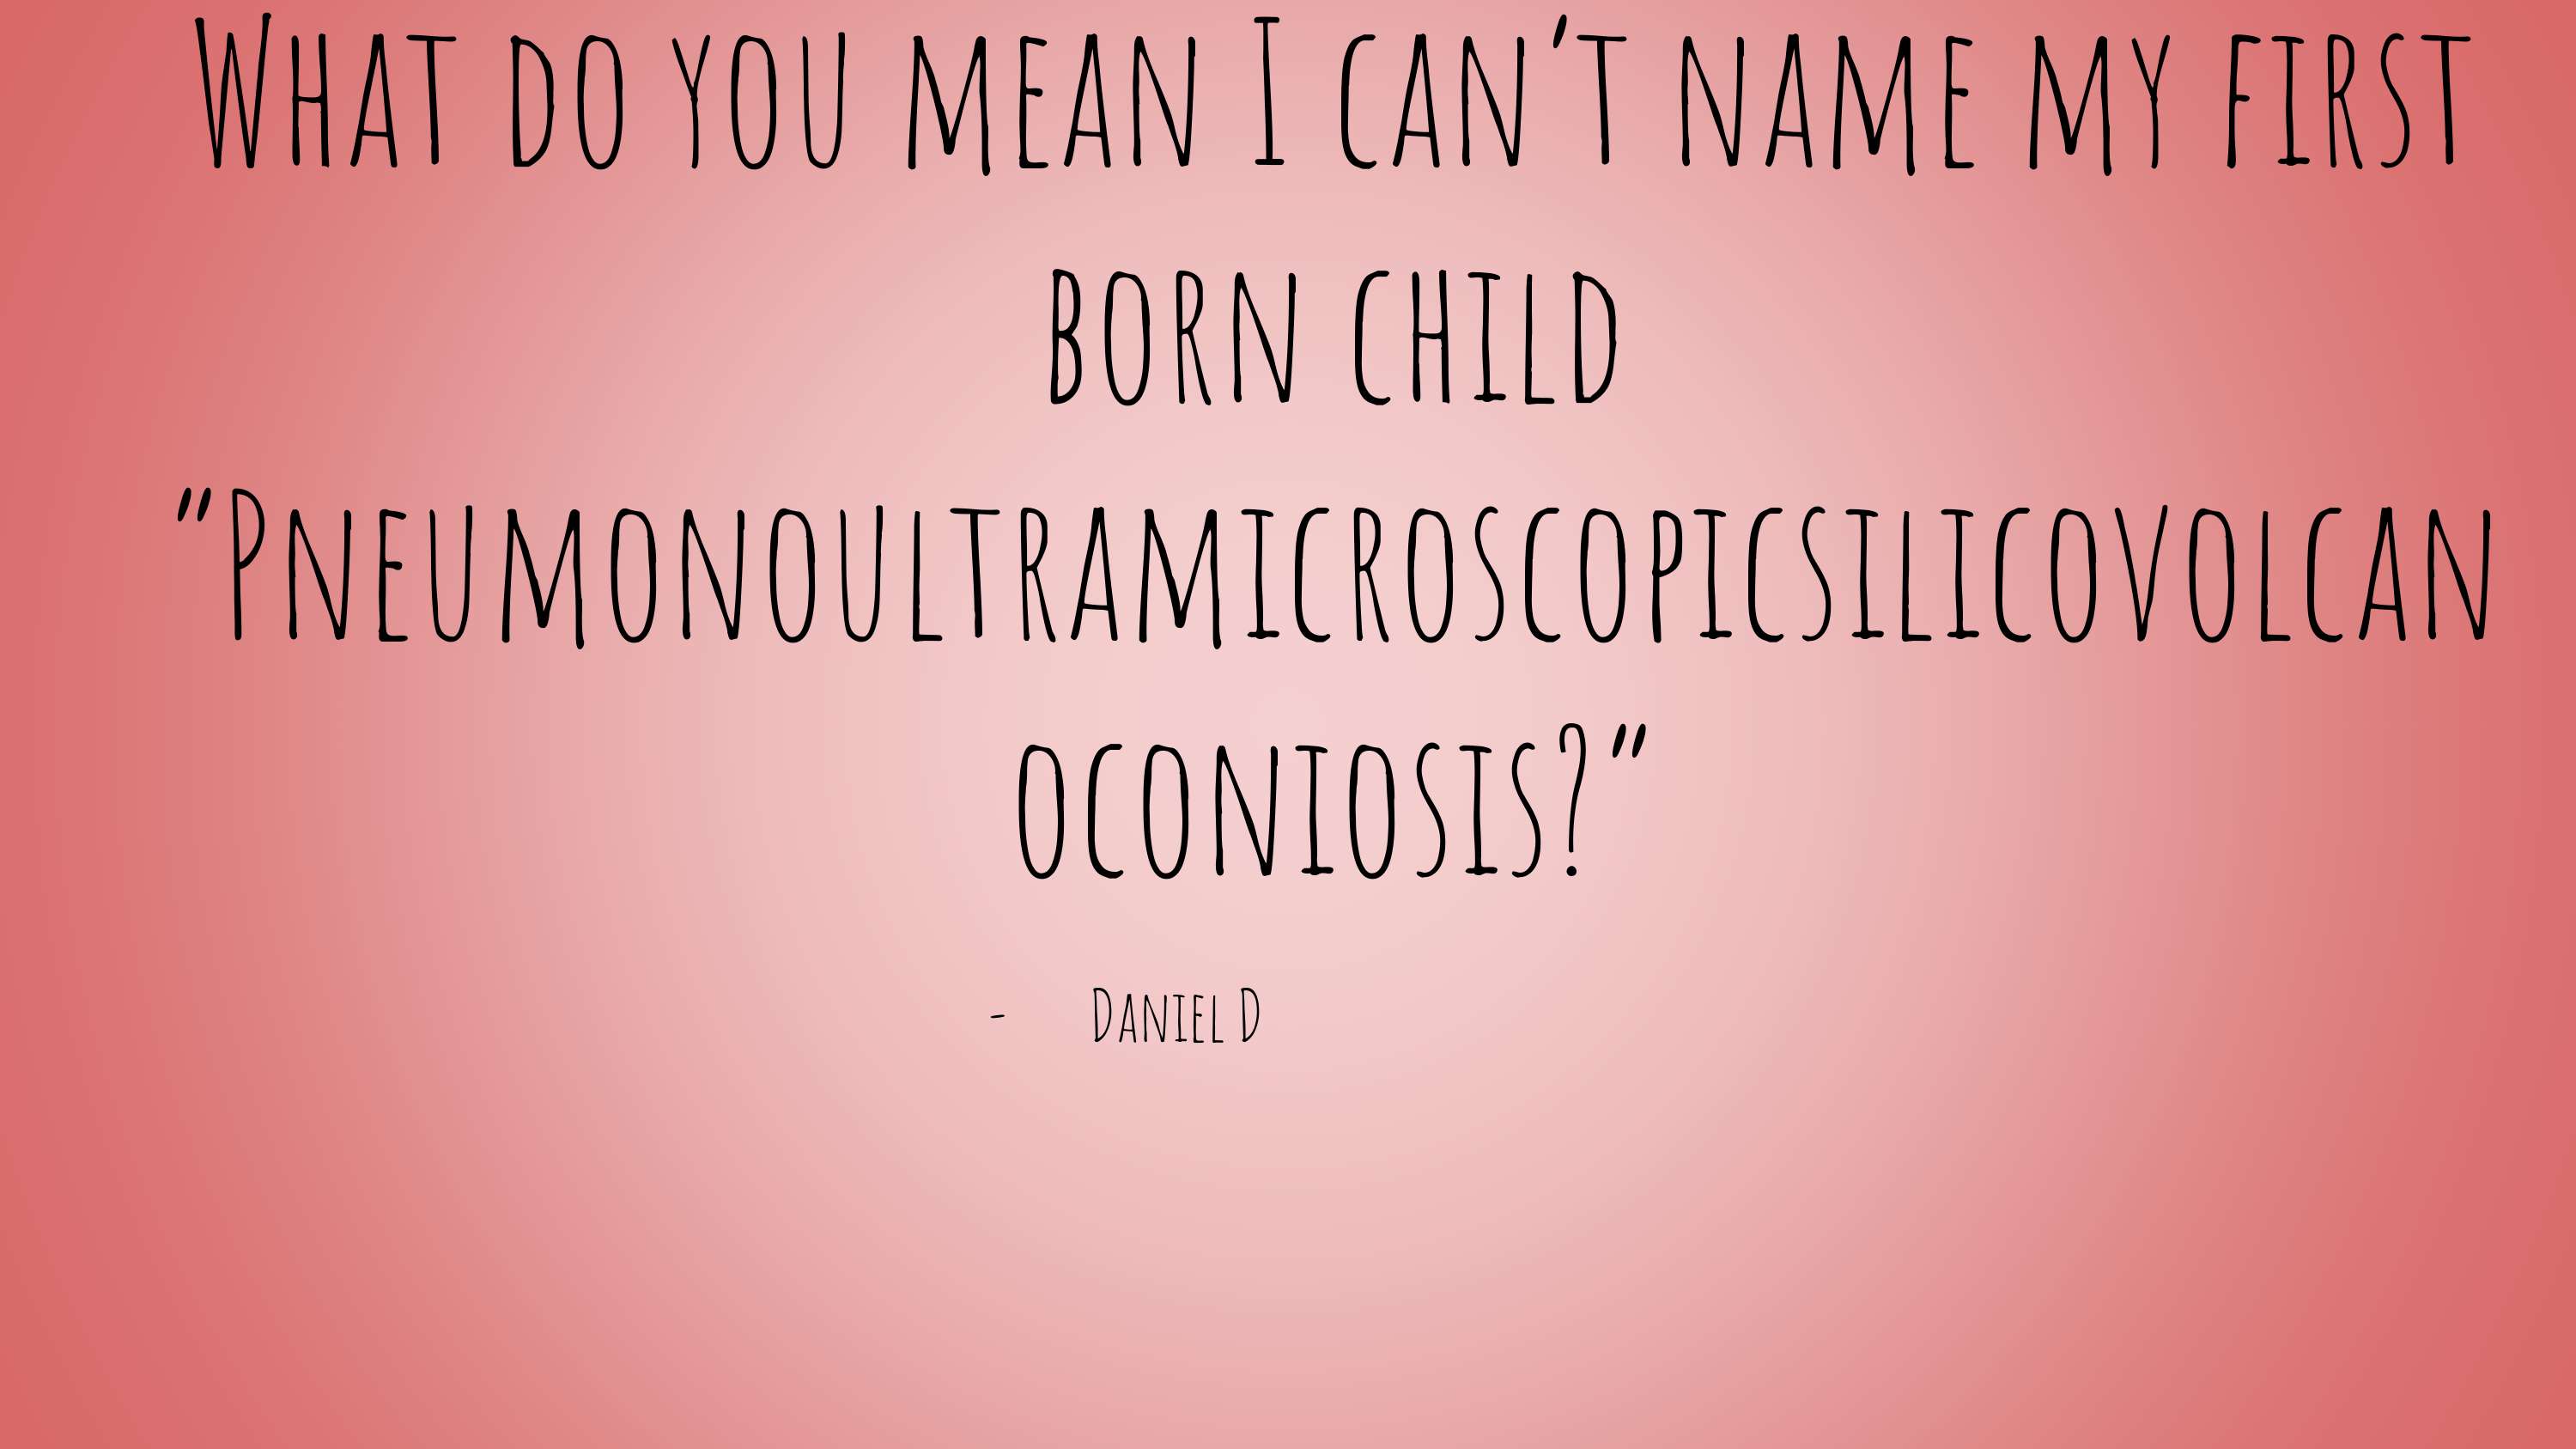 What do you mean I can't name my first
born child
"Pneumonoultramicroscopicsilicovolcan
oconiosis?"
- Daniel D